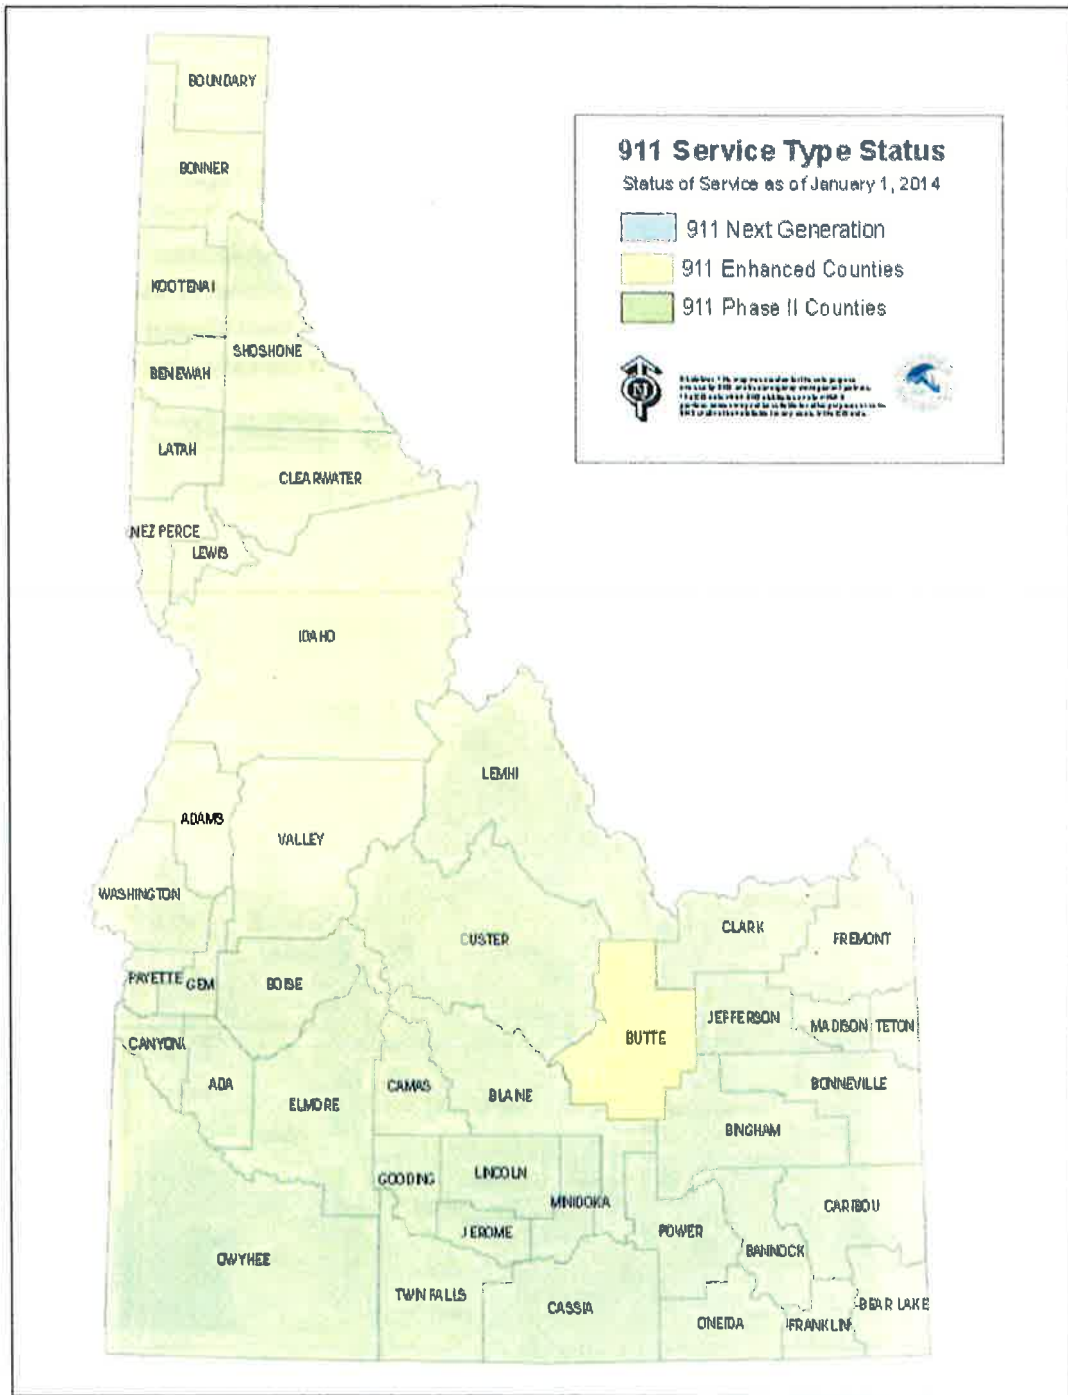 BOUNDARY
BONNER
911 Service Type Status
Status of Service as of January 1, 2014
911 Next Generation
911 Enhanced Counties
911 Phase II Counties
KOOTENAI
SHOSHONE
BENEWAH
LATAH
CLEARWATER
NEZ PERCE
LEWIS
IDAHO
LEMHI
ADAMS
VALLEY
WASHINGTON
CUSTER
CLARK
FREMONT
PAYETTE
GEM
BOISE
JEFFERSON
MADISON
TETON
BUTTE
CANYON
ADA
ELMORE
CAMAS
BLAINE
BONNEVILLE
BINGHAM
GOODING
LINCOLN
MINIDOKA
JEROME
POWER
BANNOCK
CARIBOU
OWYHEE
TWIN FALLS
CASSIA
ONEIDA
FRANKLIN
BEAR LAKE